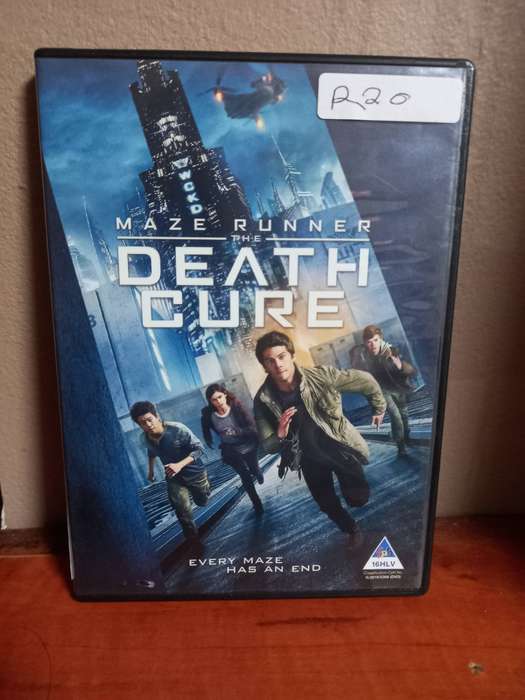 R20
WCKD
MAZE RUNNER
THE
DEATH
CURE
EVERY MAZE
HAS AN END
16HLV